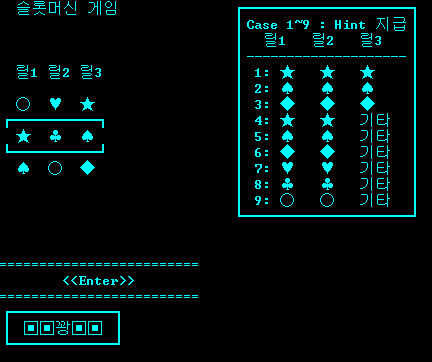 슬롯머신 게임
릴1 릴2 릴3
○ ♥ ★
★ ♣ ♠
♠ ○ ◆
Case 1~9 : Hint 지급
릴1 릴2 릴3
--------------------
1: ★ ★ ★
2: ♠ ♠ ♠
3: ◆ ◆ ◆
4: ★ ★ 기타
5: ♠ ♠ 기타
6: ◆ ◆ 기타
7: ♥ ♥ 기타
8: ♣ ♣ 기타
9: ○ ○ 기타
=========================
<<Enter>>
=========================
▣▣꽝▣▣